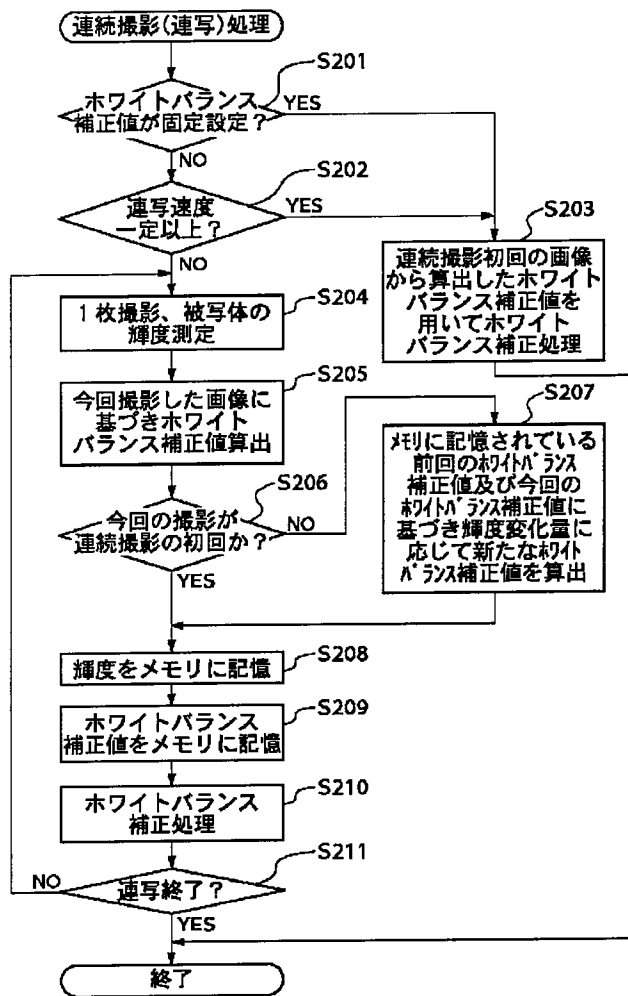 連続撮影(連写)処理
S201
ホワイトバランス
補正値が固定設定?
YES
NO
S202
連写速度
一定以上?
YES
NO
S203
連続撮影初回の画像
から算出したホワイト
バランス補正値を
用いてホワイト
バランス補正処理
S204
1枚撮影、被写体の
輝度測定
S205
今回撮影した画像に
基づきホワイト
バランス補正値算出
S206
今回の撮影が
連続撮影の初回か?
NO
YES
S207
メモリに記憶されている
前回のホワイトバランス
補正値及び今回の
ホワイトバランス補正値に
基づき輝度変化量に
応じて新たなホワイト
バランス補正値を算出
S208
輝度をメモリに記憶
S209
ホワイトバランス
補正値をメモリに記憶
S210
ホワイトバランス
補正処理
S211
連写終了?
NO
YES
終了